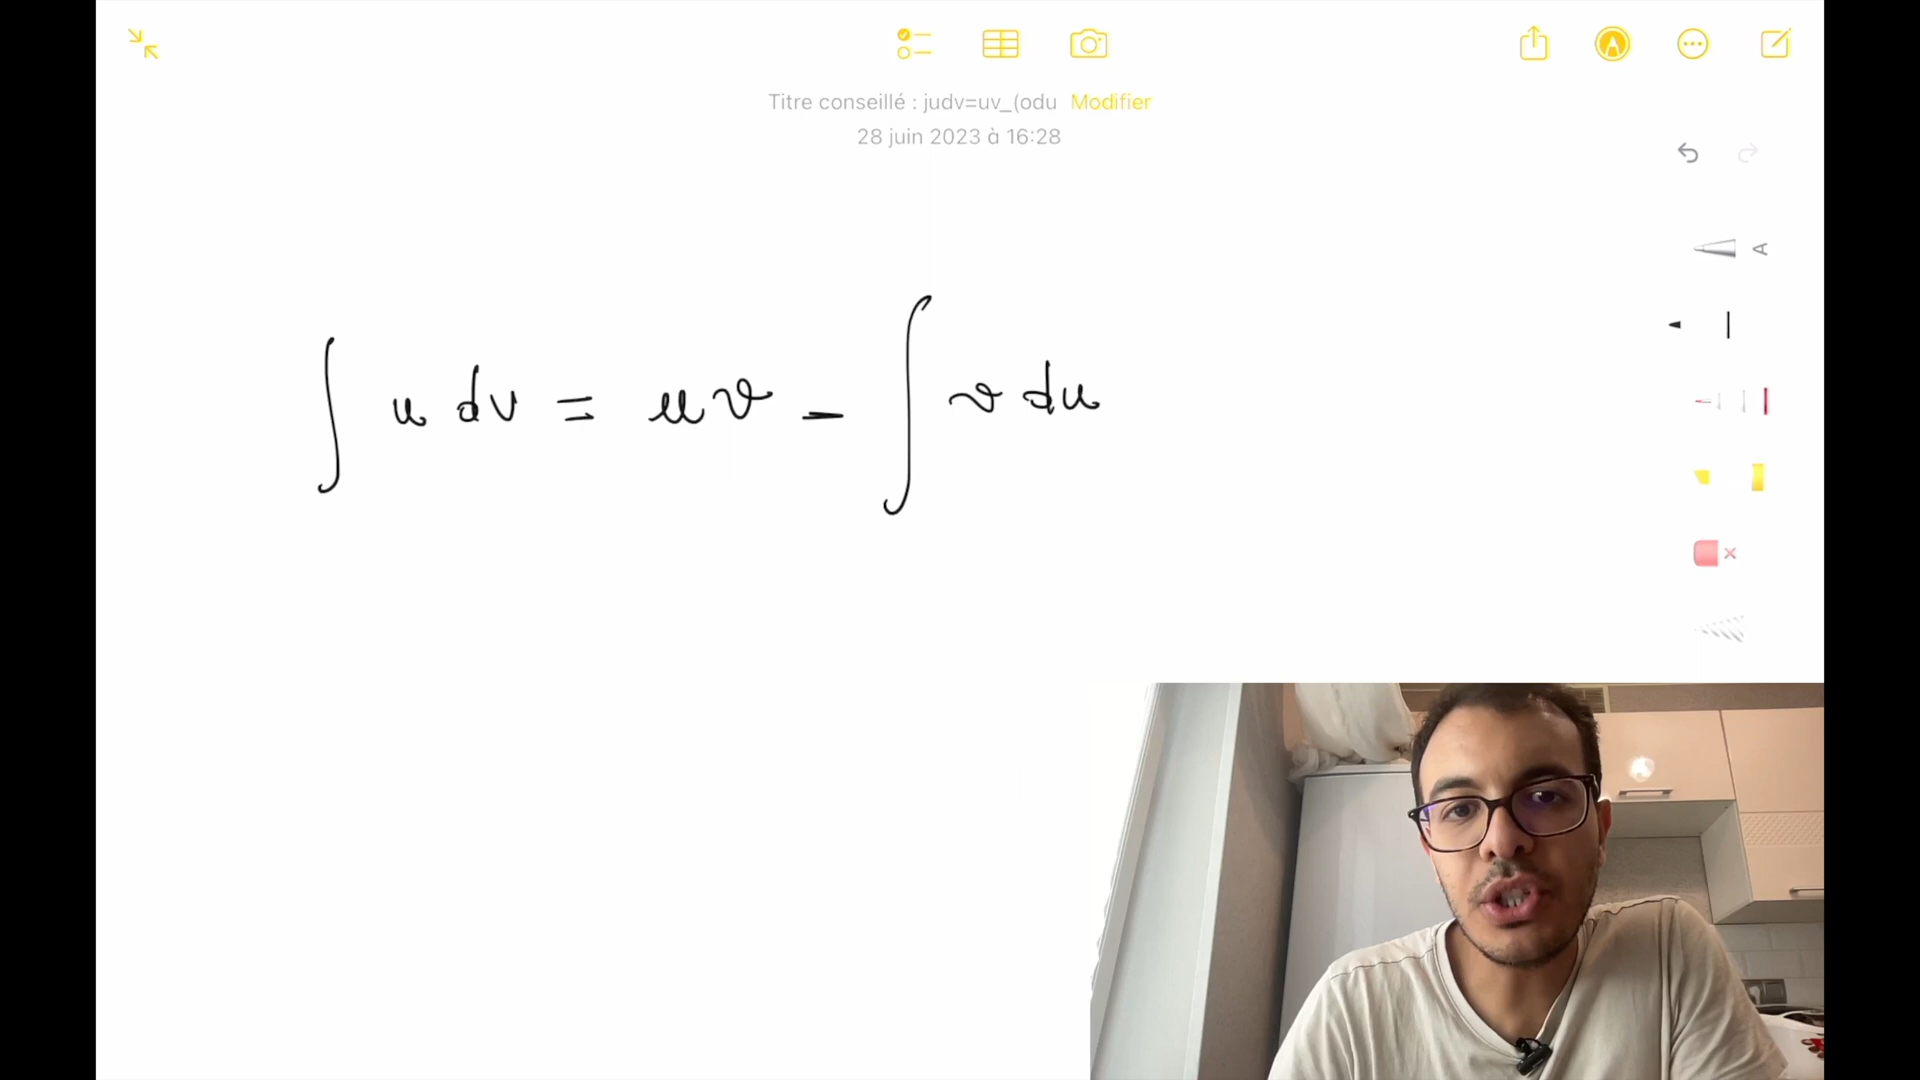 Titre conseillé : judv=uv_(odu Modifier
28 juin 2023 à 16:28
A
∫ u dv = uv - ∫ v du